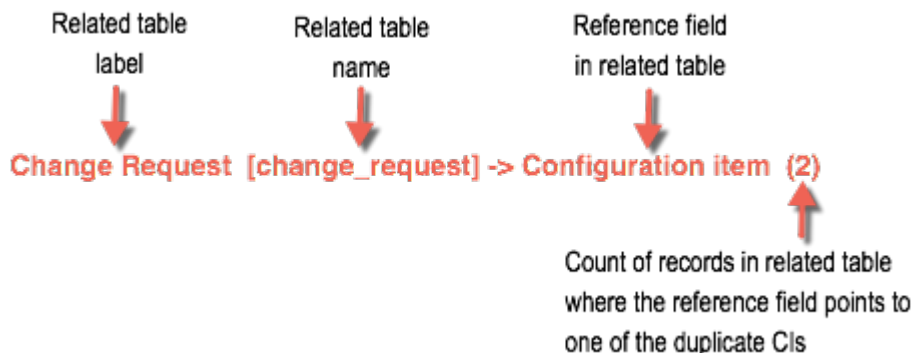 Related table
label
Related table
name
Reference field
in related table
Change Request [change_request] -> Configuration item (2)
Count of records in related table
where the reference field points to
one of the duplicate CIs